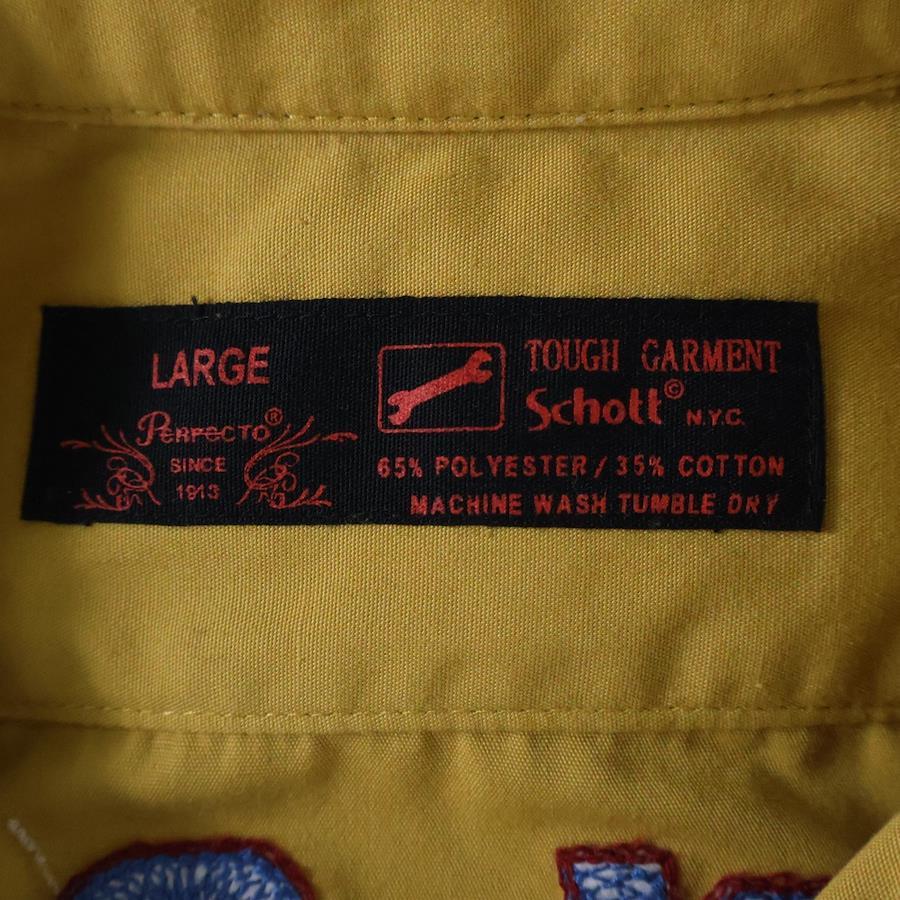 LARGE
PERFECTO®
SINCE
1913
TOUGH GARMENT
Schott© N.Y.C.
65% POLYESTER / 35% COTTON
MACHINE WASH TUMBLE DRY